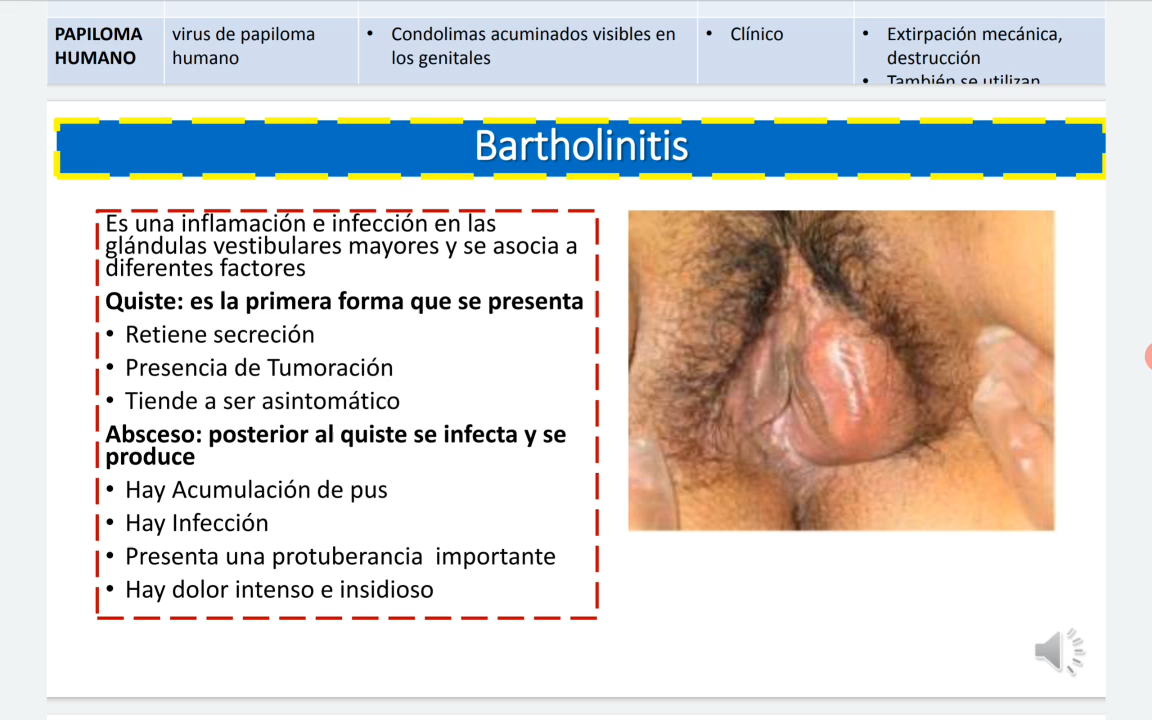 PAPILOMA
HUMANO
virus de papiloma
humano
• Condolimas acuminados visibles en
los genitales
• Clínico
• Extirpación mecánica,
destrucción
• También se utilizan
Bartholinitis
Es una inflamación e infección en las
glándulas vestibulares mayores y se asocia a
diferentes factores
Quiste: es la primera forma que se presenta
• Retiene secreción
• Presencia de Tumoración
• Tiende a ser asintomático
Absceso: posterior al quiste se infecta y se
produce
• Hay Acumulación de pus
• Hay Infección
• Presenta una protuberancia importante
• Hay dolor intenso e insidioso